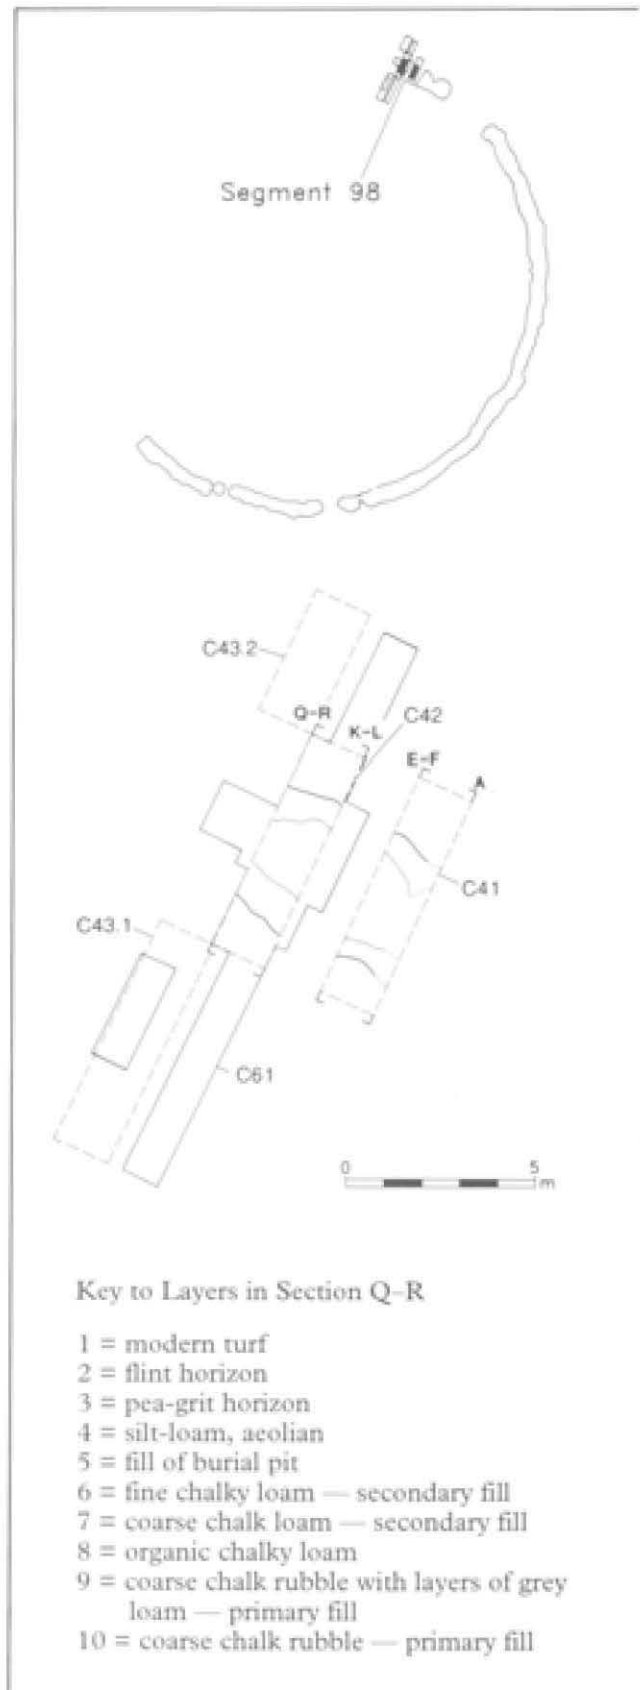 Segment 98
C43.2
Q–R
C42
K-L
E-F
A
C41
C43.1
C61
0 5
m
Key to Layers in Section Q–R
1 = modern turf
2 = flint horizon
3 = pea-grit horizon
4 = silt-loam, aeolian
5 = fill of burial pit
6 = fine chalky loam — secondary fill
7 = coarse chalk loam — secondary fill
8 = organic chalky loam
9 = coarse chalk rubble with layers of grey
loam — primary fill
10 = coarse chalk rubble — primary fill